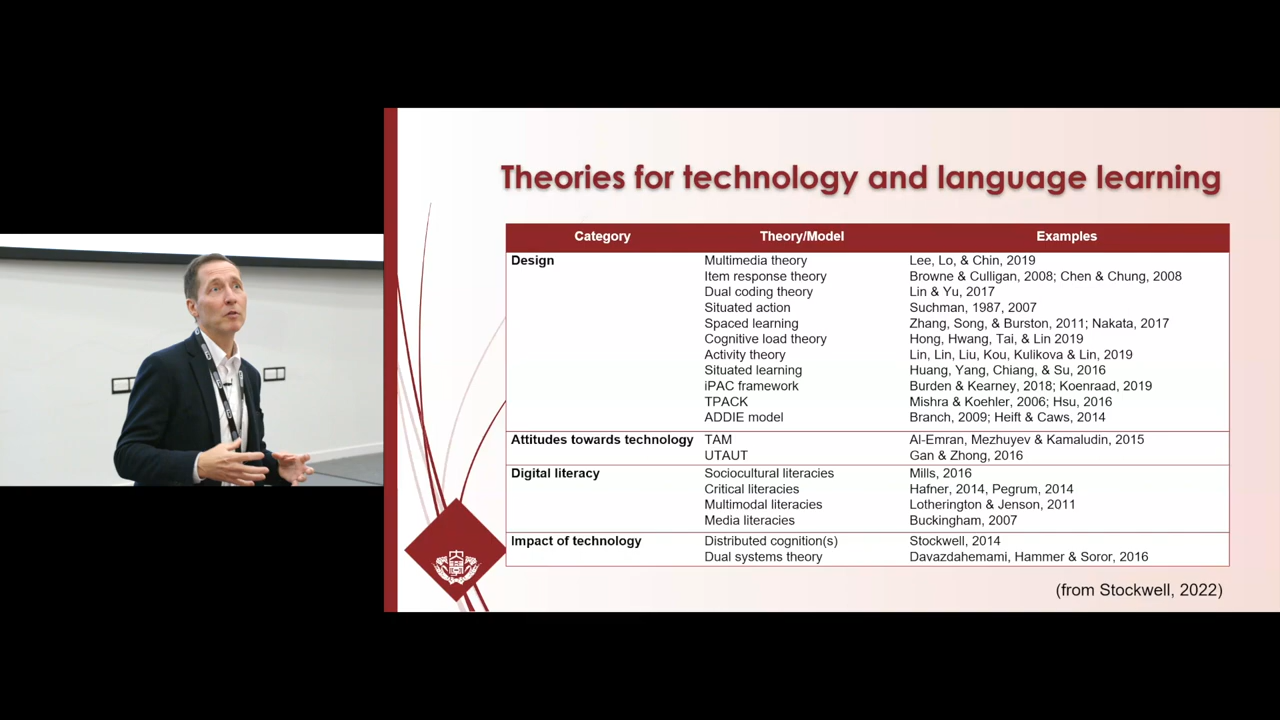 Theories for technology and language learning
Category Theory/Model Examples
Design Multimedia theory Lee, Lo, & Chin, 2019
Item response theory Browne & Culligan, 2008; Chen & Chung, 2008
Dual coding theory Lin & Yu, 2017
Situated action Suchman, 1987, 2007
Spaced learning Zhang, Song, & Burston, 2011; Nakata, 2017
Cognitive load theory Hong, Hwang, Tai, & Lin 2019
Activity theory Lin, Lin, Liu, Kou, Kulikova & Lin, 2019
Situated learning Huang, Yang, Chiang, & Su, 2016
iPAC framework Burden & Kearney, 2018; Koenraad, 2019
TPACK Mishra & Koehler, 2006; Hsu, 2016
ADDIE model Branch, 2009; Heift & Caws, 2014
Attitudes towards technology TAM Al-Emran, Mezhuyev & Kamaludin, 2015
UTAUT Gan & Zhong, 2016
Digital literacy Sociocultural literacies Mills, 2016
Critical literacies Hafner, 2014, Pegrum, 2014
Multimodal literacies Lotherington & Jenson, 2011
Media literacies Buckingham, 2007
Impact of technology Distributed cognition(s) Stockwell, 2014
Dual systems theory Davazdahemami, Hammer & Soror, 2016
(from Stockwell, 2022)